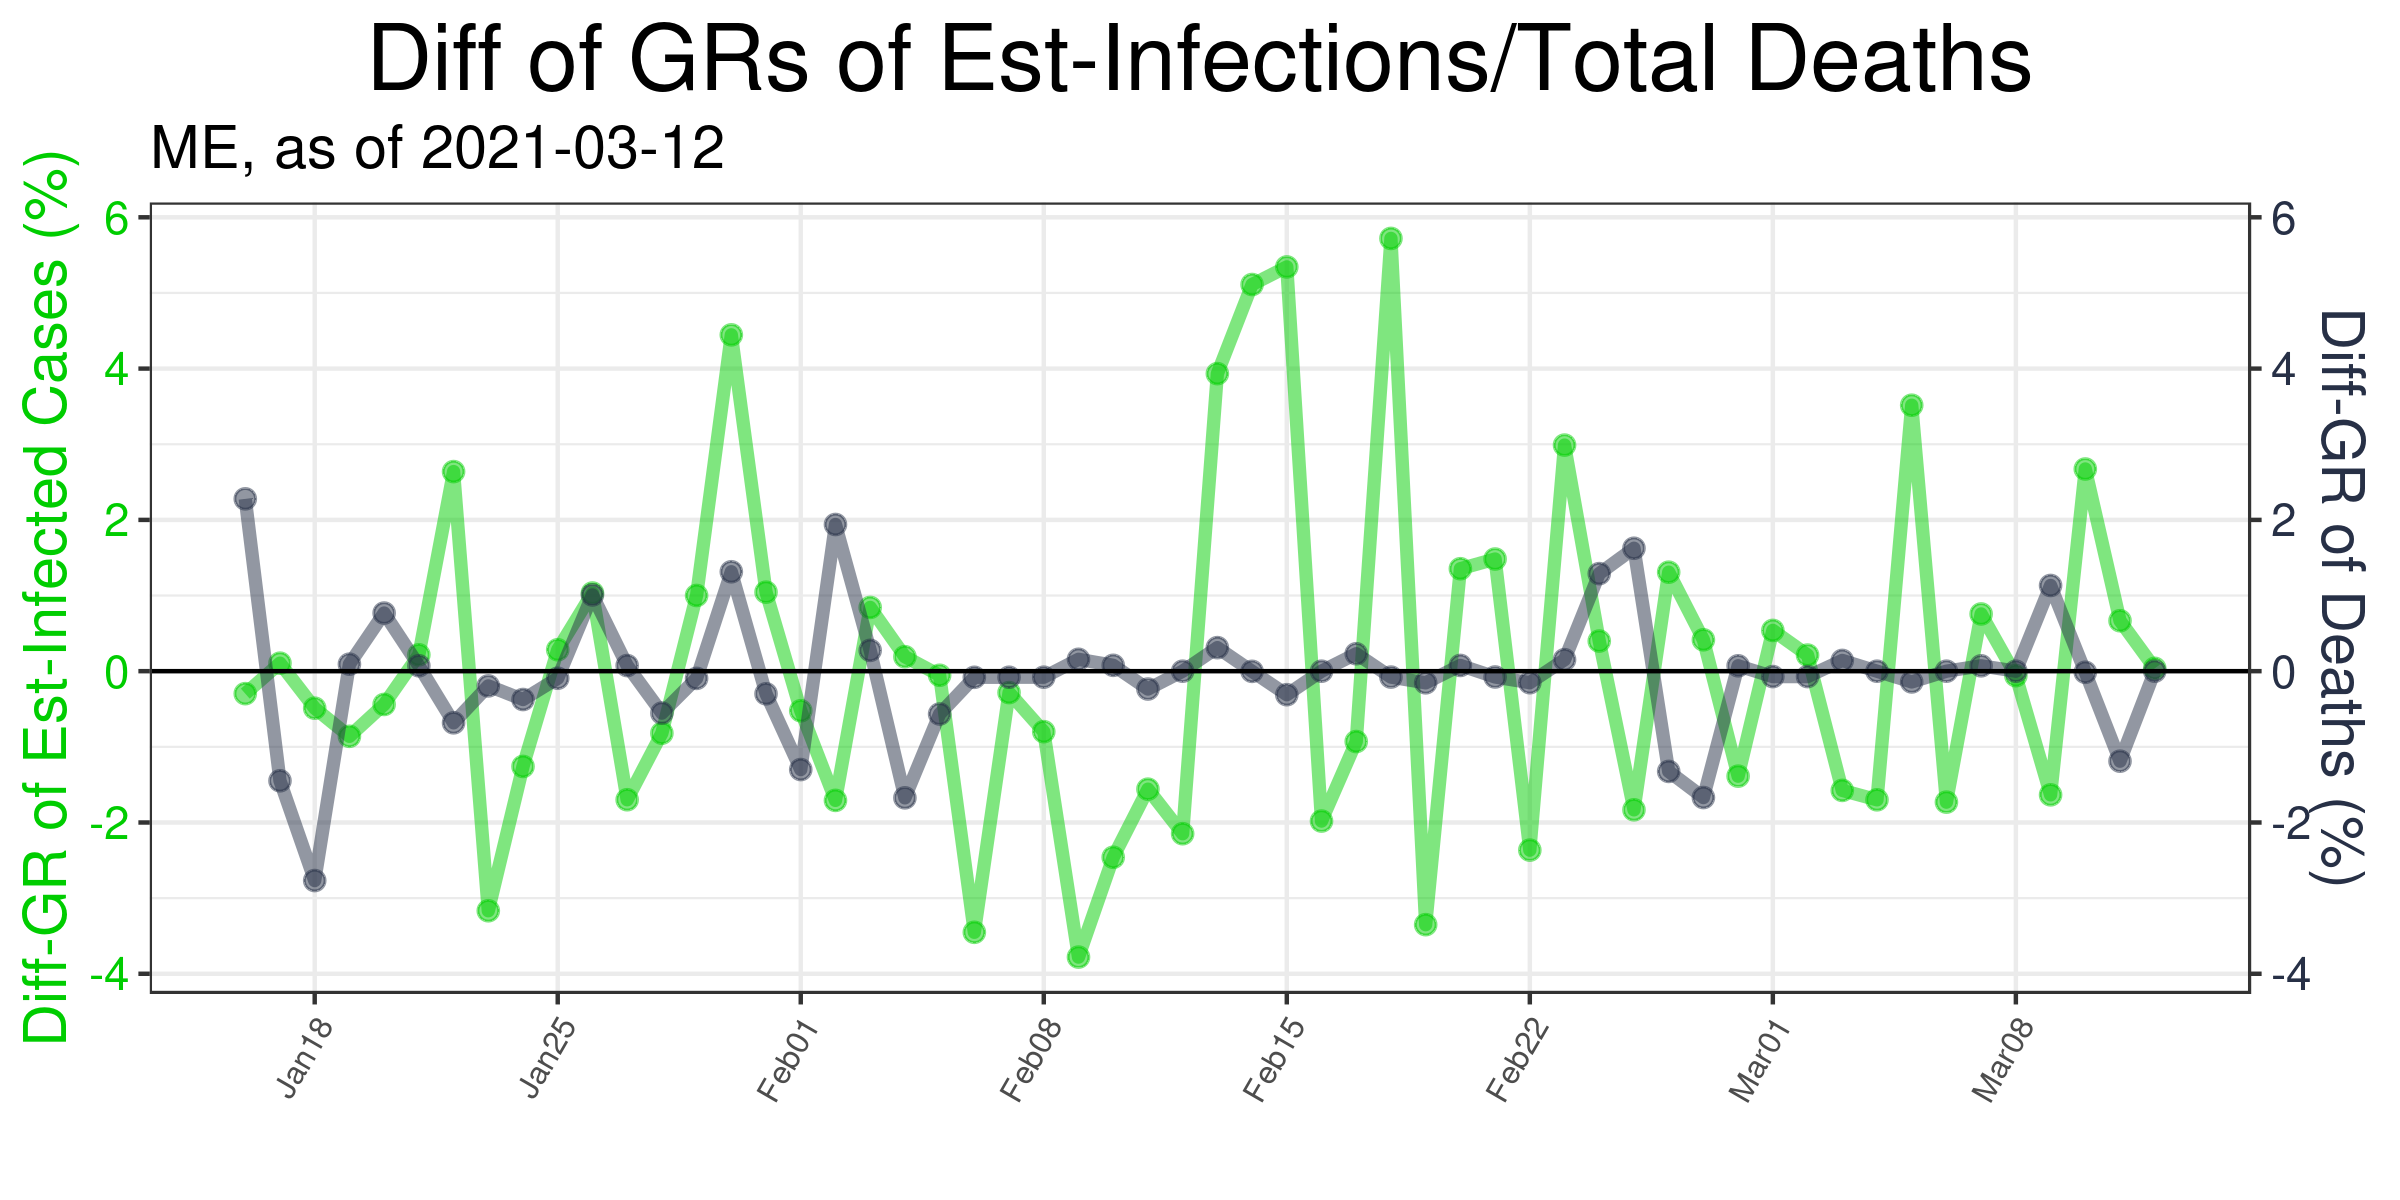 Diff of GRs of Est-Infections/Total Deaths
ME, as of 2021-03-12
Diff-GR of Est-Infected Cases (%)
6
4
2
0
-2
-4
6
4
2
0
-2
-4
Diff-GR of Deaths (%)
Jan18
Jan25
Feb01
Feb08
Feb15
Feb22
Mar01
Mar08